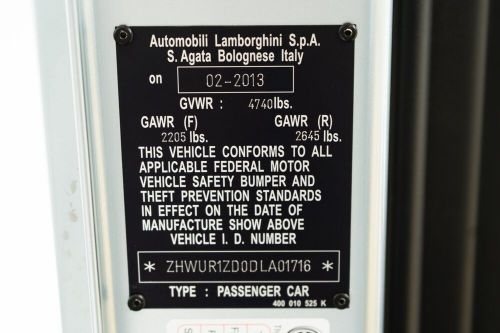 Automobili Lamborghini S.p.A.
S. Agata Bolognese Italy
on 02-2013
GVWR : 4740lbs.
GAWR (F) GAWR (R)
2205 lbs. 2645 lbs.
THIS VEHICLE CONFORMS TO ALL
APPLICABLE FEDERAL MOTOR
VEHICLE SAFETY BUMPER AND
THEFT PREVENTION STANDARDS
IN EFFECT ON THE DATE OF
MANUFACTURE SHOW ABOVE
VEHICLE I. D. NUMBER
* ZHWUR1ZD0DLA01716 *
TYPE : PASSENGER CAR
400 010 525 K